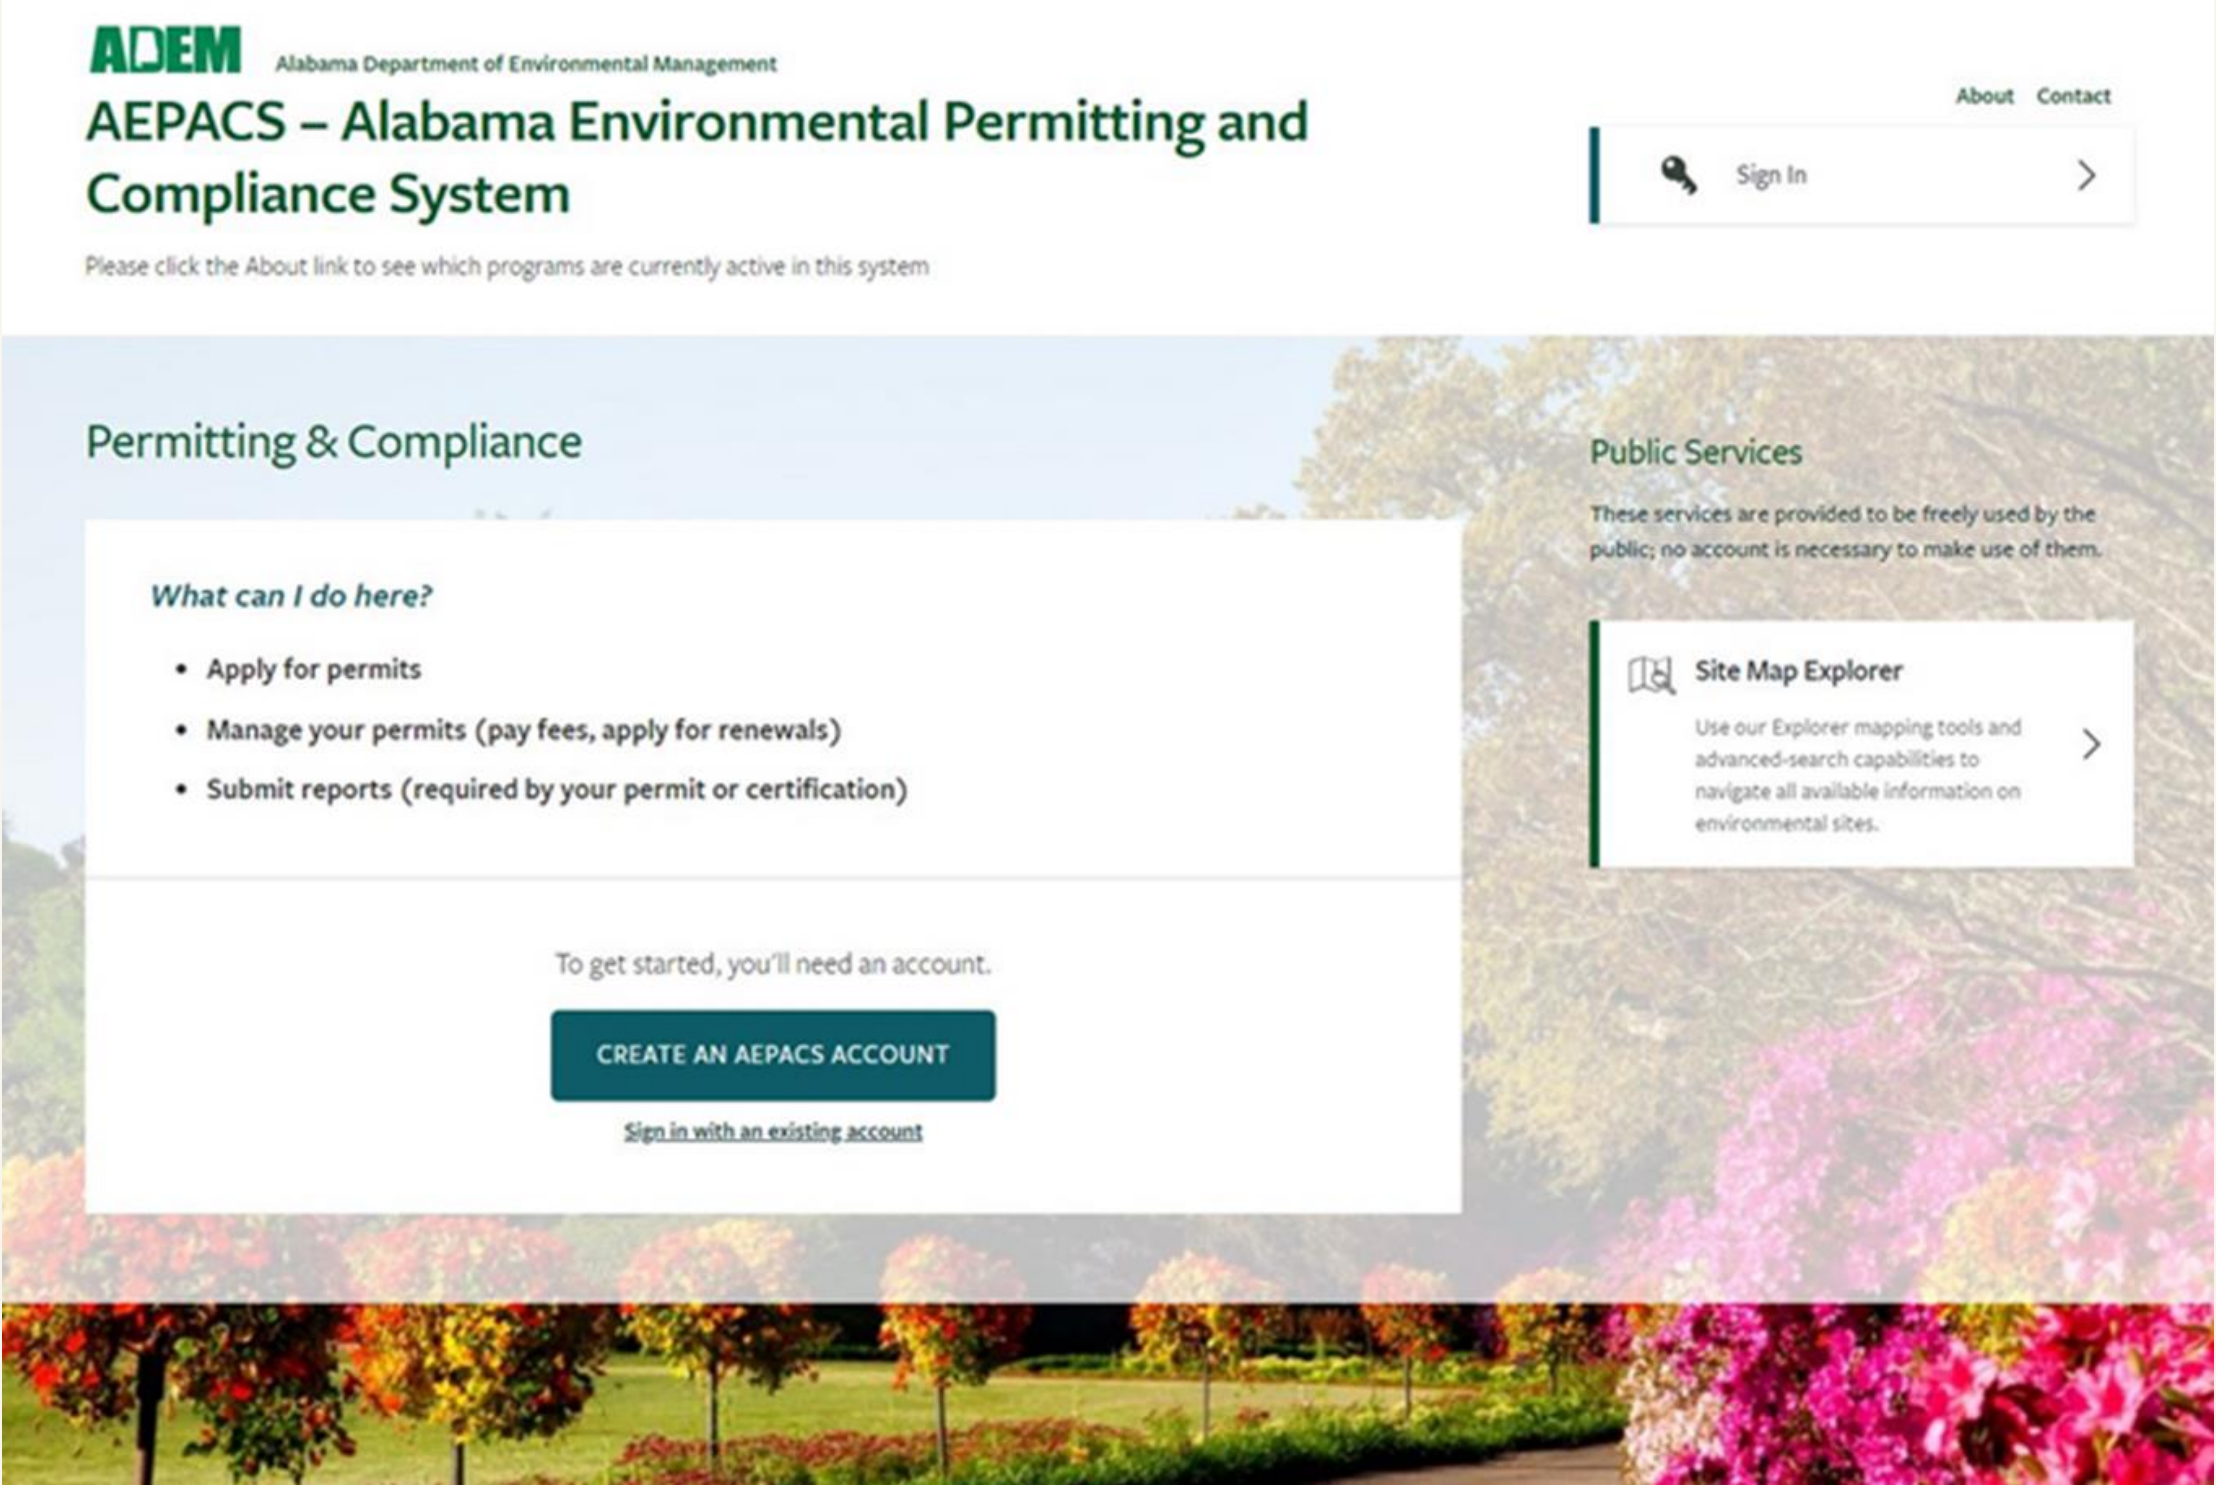 ADEM Alabama Department of Environmental Management
AEPACS – Alabama Environmental Permitting and
Compliance System
Please click the About link to see which programs are currently active in this system
About Contact
Sign In
Permitting & Compliance
What can I do here?
• Apply for permits
• Manage your permits (pay fees, apply for renewals)
• Submit reports (required by your permit or certification)
To get started, you'll need an account.
CREATE AN AEPACS ACCOUNT
Sign in with an existing account
Public Services
These services are provided to be freely used by the
public; no account is necessary to make use of them.
Site Map Explorer
Use our Explorer mapping tools and
advanced-search capabilities to
navigate all available information on
environmental sites.